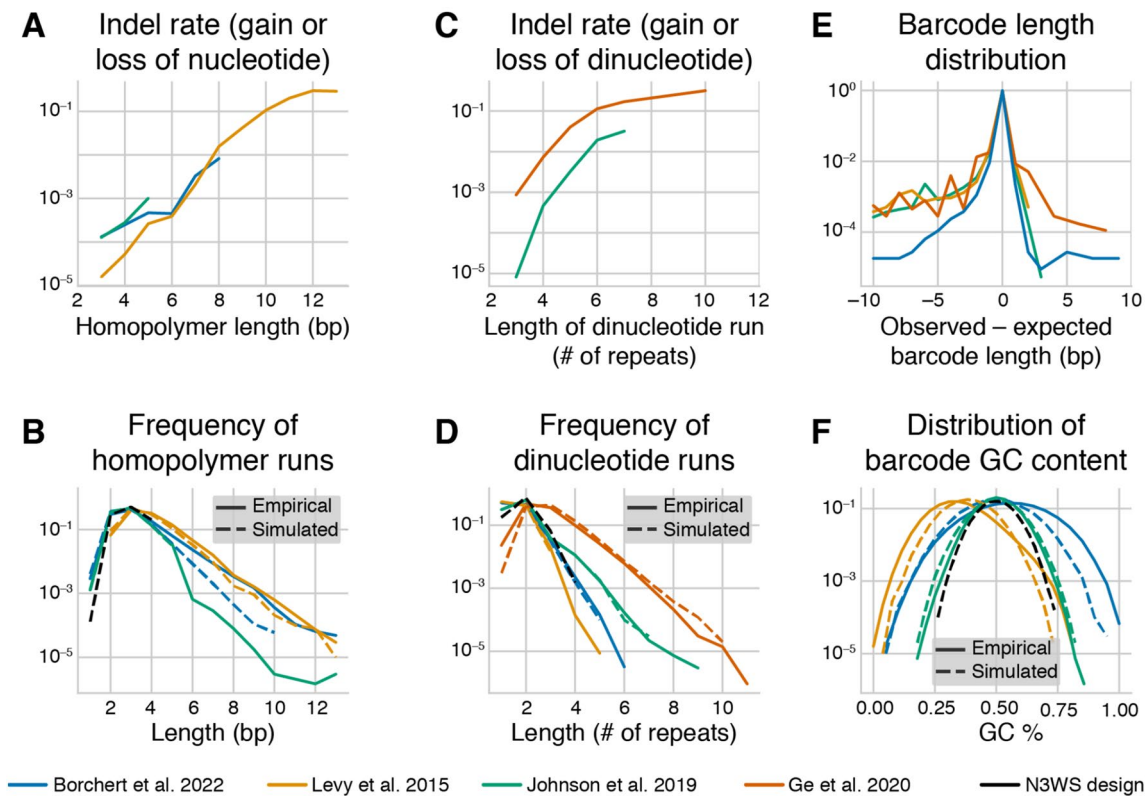 A
Indel rate (gain or
loss of nucleotide)
10⁻¹
10⁻³
10⁻⁵
2 4 6 8 10 12
Homopolymer length (bp)
C
Indel rate (gain or
loss of dinucleotide)
10⁻¹
10⁻³
10⁻⁵
2 4 6 8 10 12
Length of dinucleotide run
(# of repeats)
E
Barcode length
distribution
10⁰
10⁻²
10⁻⁴
−10 −5 0 5 10
Observed – expected
barcode length (bp)
B
Frequency of
homopolymer runs
Empirical
Simulated
10⁻¹
10⁻³
10⁻⁵
2 4 6 8 10 12
Length (bp)
D
Frequency of
dinucleotide runs
Empirical
Simulated
10⁻¹
10⁻³
10⁻⁵
2 4 6 8 10
Length (# of repeats)
F
Distribution of
barcode GC content
10⁻¹
10⁻³
10⁻⁵
Empirical
Simulated
0.00 0.25 0.50 0.75 1.00
GC %
Borchert et al. 2022 Levy et al. 2015 Johnson et al. 2019 Ge et al. 2020 N3WS design